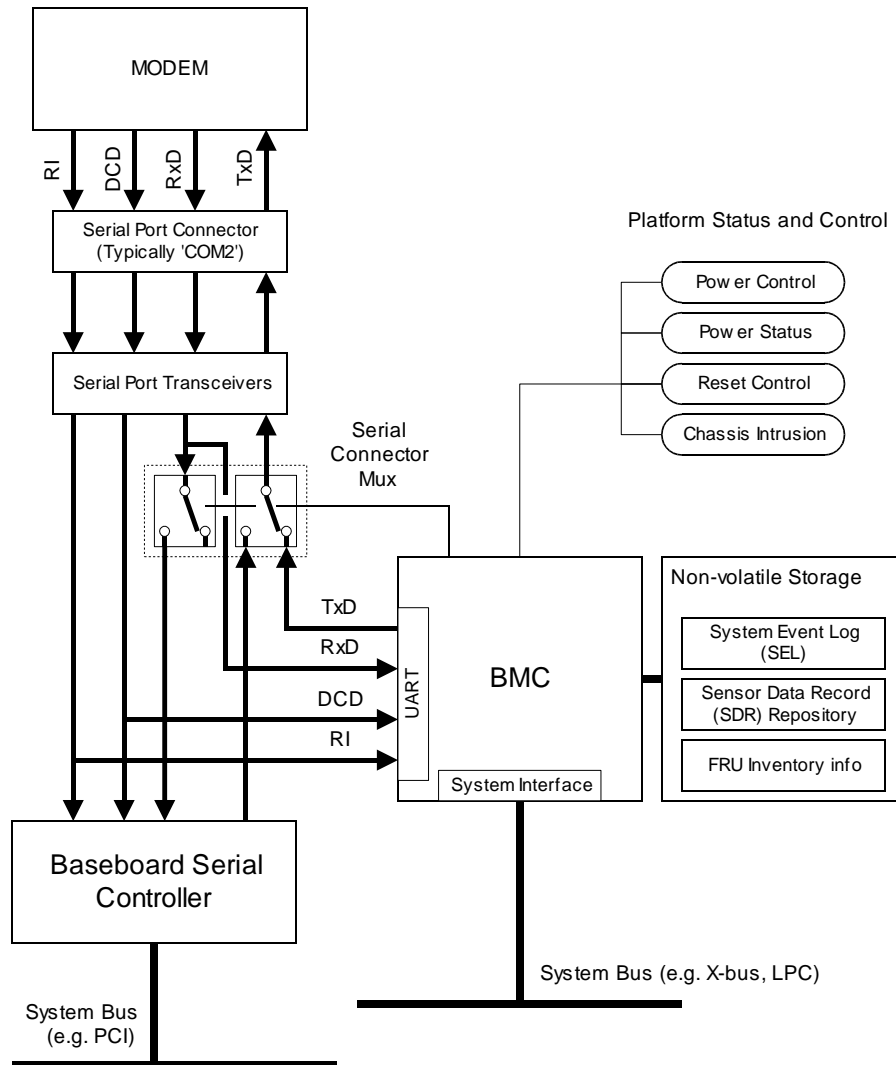 MODEM
RI
DCD
RxD
TxD
Serial Port Connector
(Typically 'COM2')
Platform Status and Control
Power Control
Power Status
Reset Control
Chassis Intrusion
Serial Port Transceivers
Serial
Connector
Mux
TxD
RxD
DCD
RI
UART
BMC
System Interface
Non-volatile Storage
System Event Log
(SEL)
Sensor Data Record
(SDR) Repository
FRU Inventory info
Baseboard Serial
Controller
System Bus (e.g. X-bus, LPC)
System Bus
(e.g. PCI)